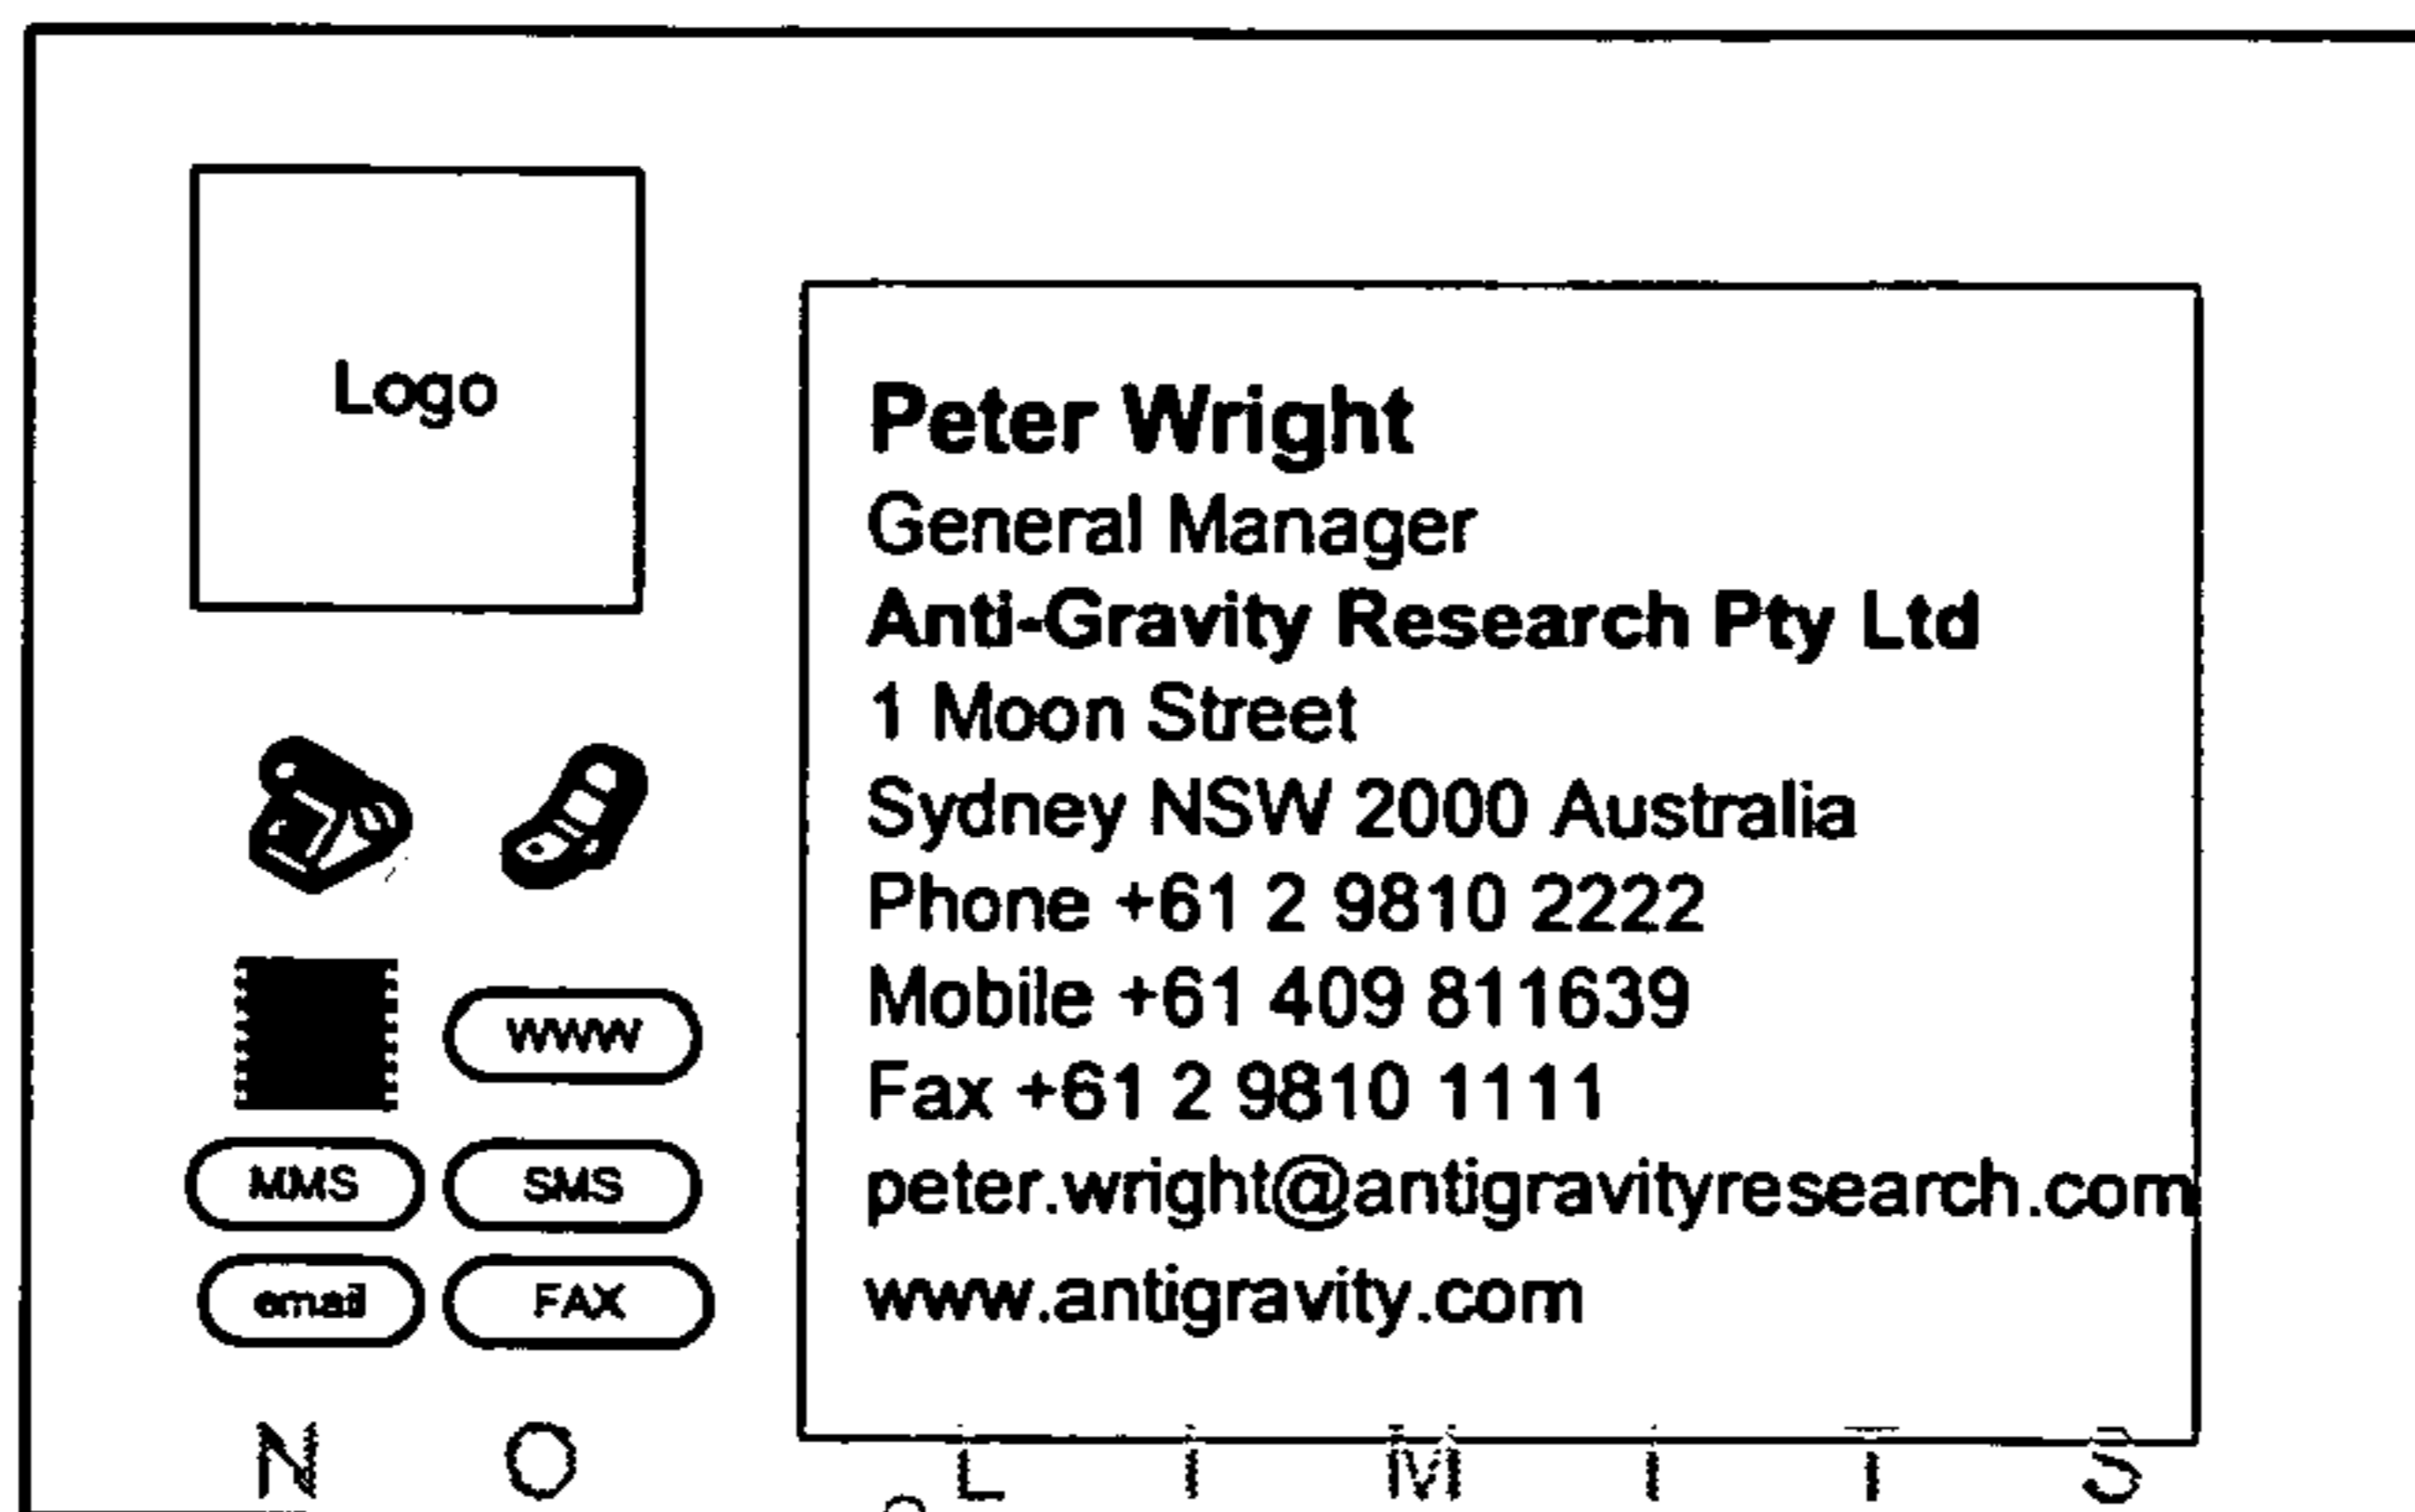 Logo
Peter Wright
General Manager
Anti-Gravity Research Pty Ltd
1 Moon Street
Sydney NSW 2000 Australia
Phone +61 2 9810 2222
Mobile +61 409 811639
Fax +61 2 9810 1111
peter.wright@antigravityresearch.com
www.antigravity.com
WWW
MMS SMS
email FAX
N O L I M I T S